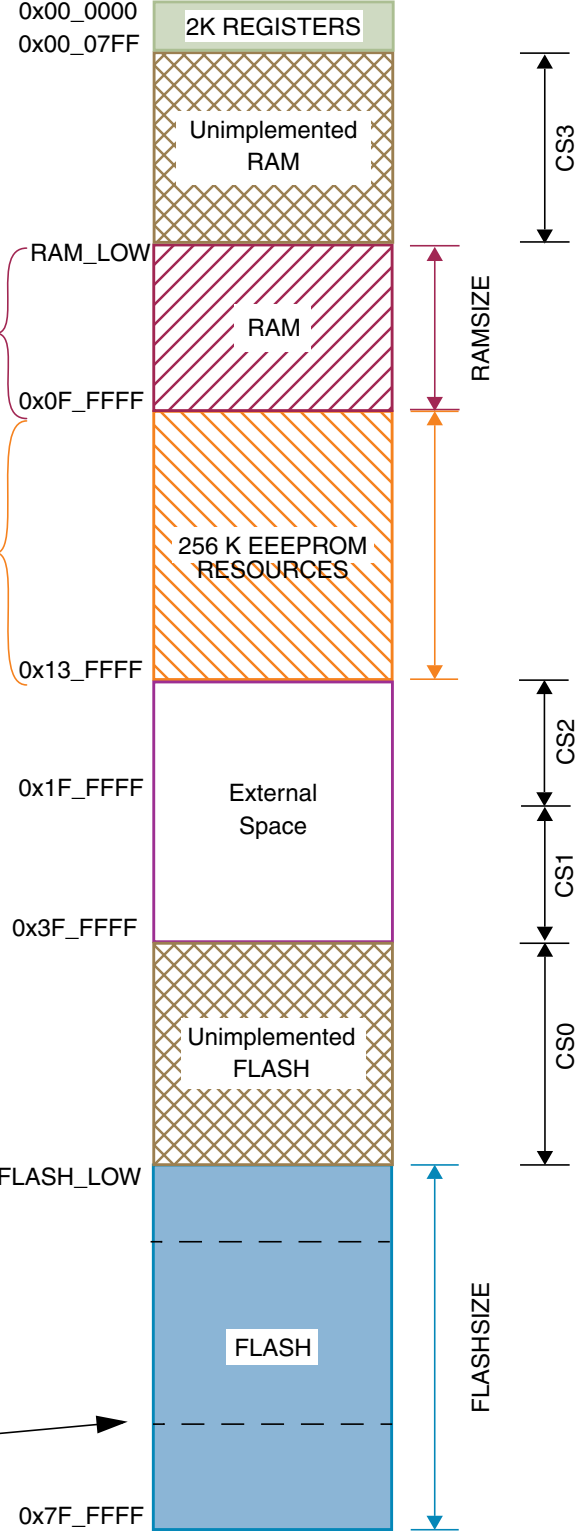 0x00_0000
2K REGISTERS
0x00_07FF
Unimplemented
RAM
CS3
RAM_LOW
RAM
RAMSIZE
0x0F_FFFF
256 K EEEPROM
RESOURCES
0x13_FFFF
CS2
0x1F_FFFF
External
Space
CS1
0x3F_FFFF
Unimplemented
FLASH
CS0
FLASH_LOW
FLASH
FLASHSIZE
0x7F_FFFF